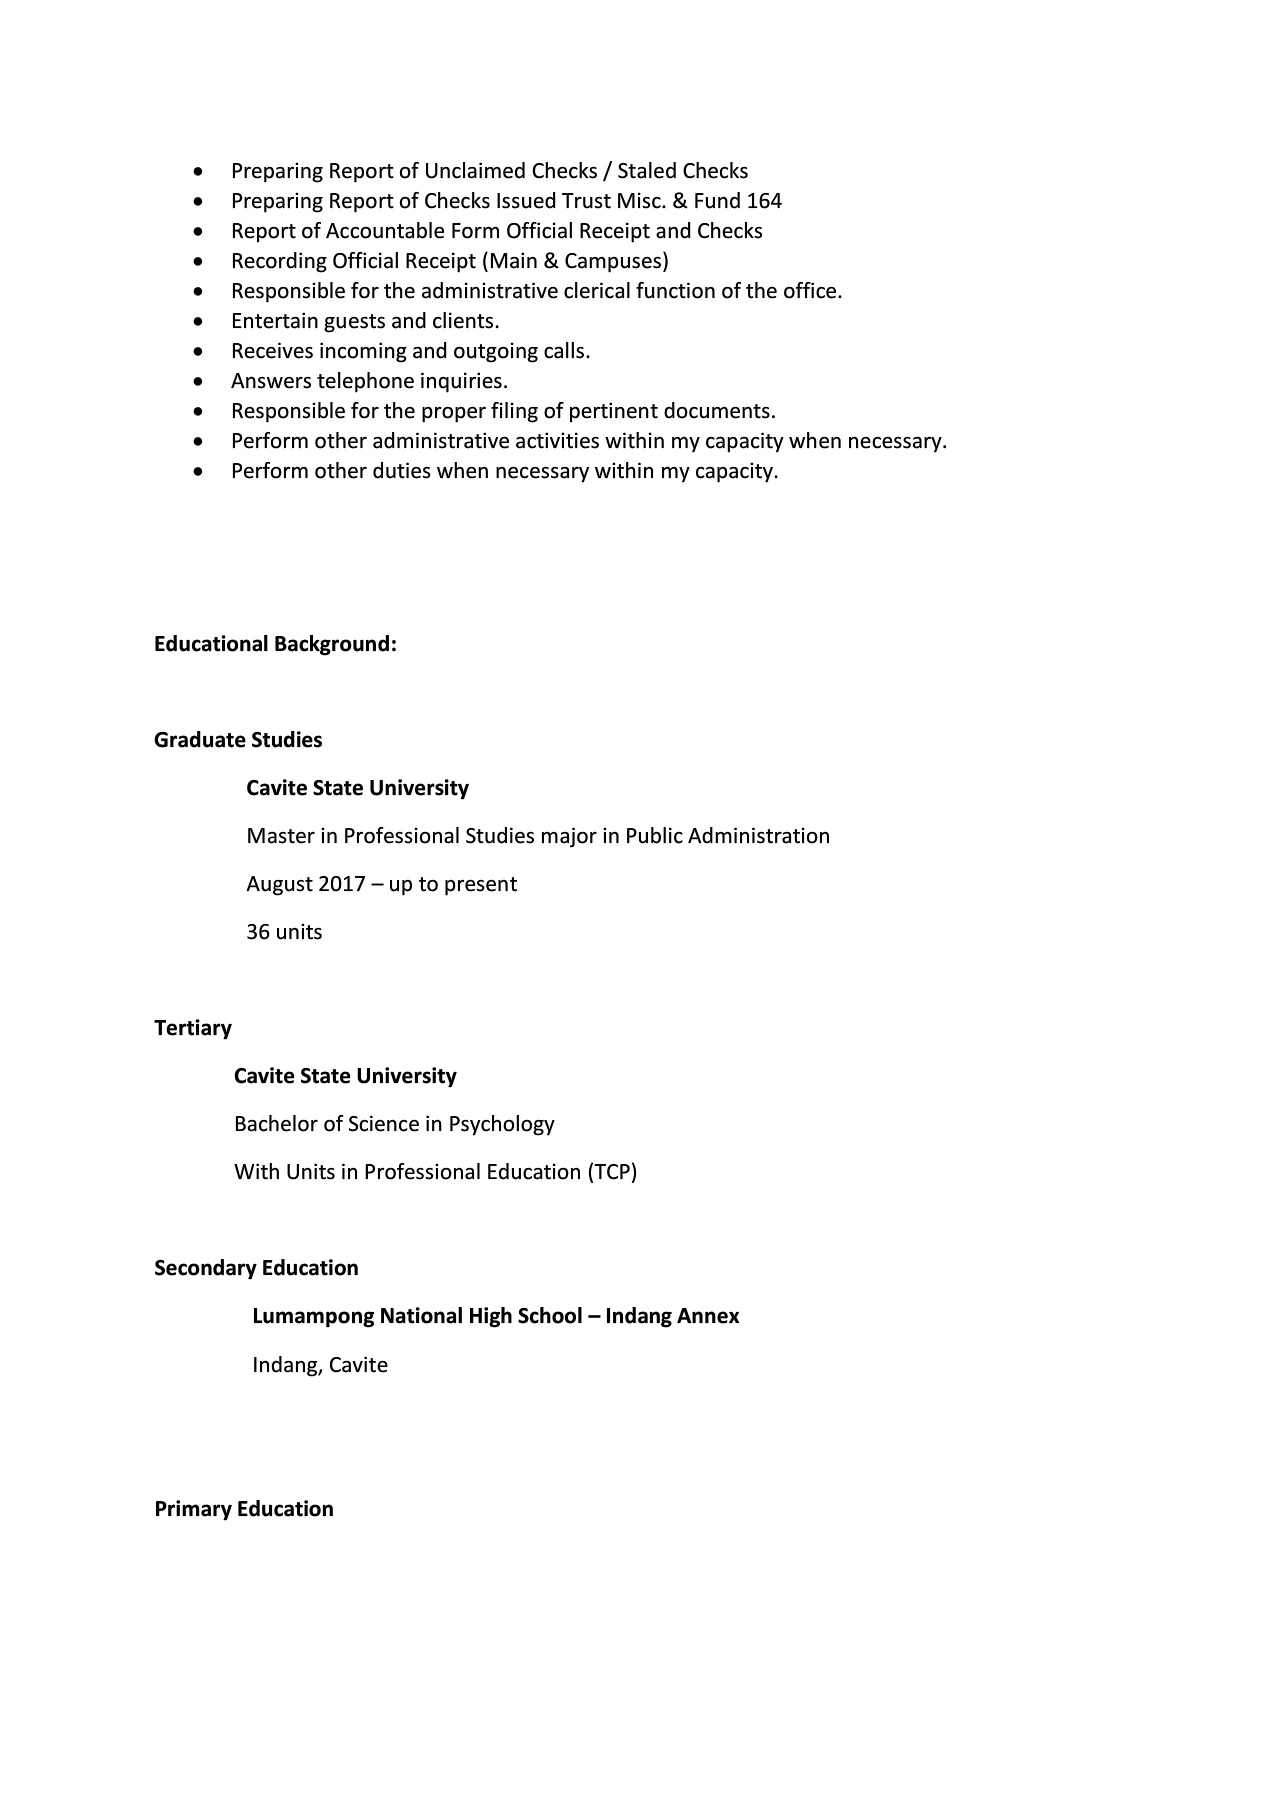 • Preparing Report of Unclaimed Checks / Staled Checks
• Preparing Report of Checks Issued Trust Misc. & Fund 164
• Report of Accountable Form Official Receipt and Checks
• Recording Official Receipt (Main & Campuses)
• Responsible for the administrative clerical function of the office.
• Entertain guests and clients.
• Receives incoming and outgoing calls.
• Answers telephone inquiries.
• Responsible for the proper filing of pertinent documents.
• Perform other administrative activities within my capacity when necessary.
• Perform other duties when necessary within my capacity.
Educational Background:
Graduate Studies
Cavite State University
Master in Professional Studies major in Public Administration
August 2017 – up to present
36 units
Tertiary
Cavite State University
Bachelor of Science in Psychology
With Units in Professional Education (TCP)
Secondary Education
Lumampong National High School – Indang Annex
Indang, Cavite
Primary Education